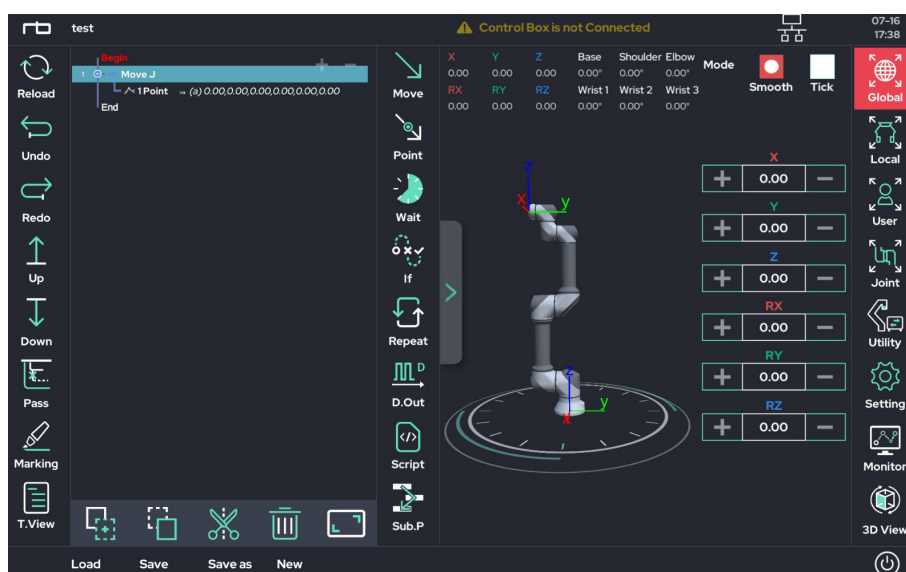 test
Control Box is not Connected
07-16
17:38
Reload
Undo
Redo
Up
Down
Pass
Marking
T.View
Begin
1 Move J
1 Point → (a) 0.00,0.00,0.00,0.00,0.00,0.00
End
Move
Point
Wait
If
Repeat
D
D.Out
Script
Sub.P
X Y Z Base Shoulder Elbow
0.00 0.00 0.00 0.00° 0.00° 0.00°
RX RY RZ Wrist 1 Wrist 2 Wrist 3
0.00 0.00 0.00 0.00° 0.00° 0.00°
Mode
Smooth
Tick
z
x
y
z
y
x
X
+ 0.00 −
Y
+ 0.00 −
Z
+ 0.00 −
RX
+ 0.00 −
RY
+ 0.00 −
RZ
+ 0.00 −
Global
Local
User
Joint
Utility
Setting
Monitor
3D View
Load Save Save as New